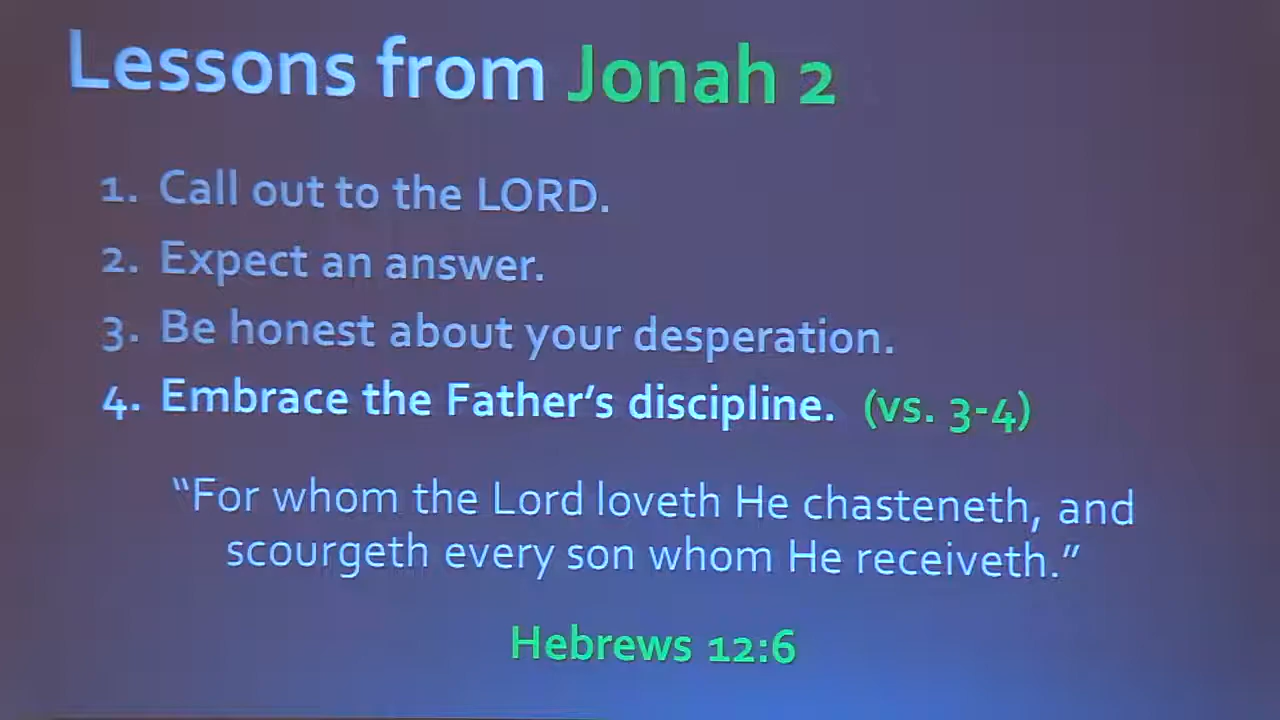 Lessons from Jonah 2
1. Call out to the LORD.
2. Expect an answer.
3. Be honest about your desperation.
4. Embrace the Father's discipline. (vs. 3-4)
“For whom the Lord loveth He chasteneth, and
scourgeth every son whom He receiveth.”
Hebrews 12:6